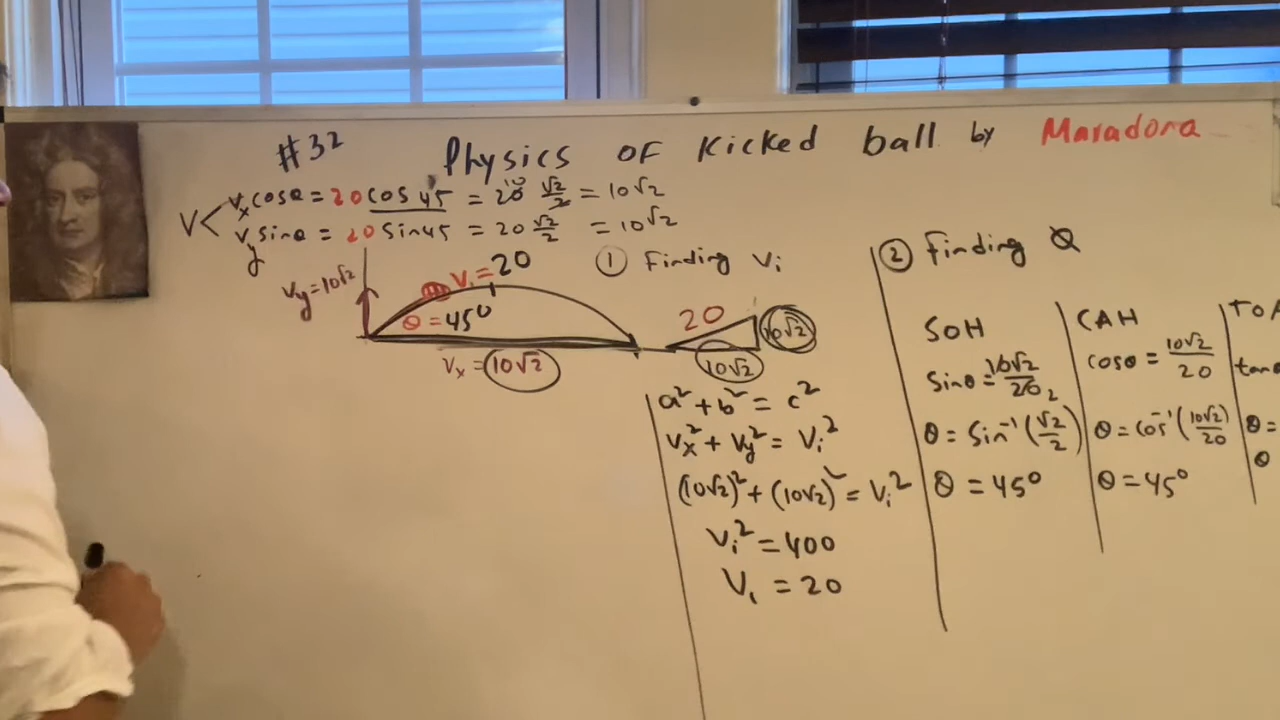 #32 Physics OF Kicked ball by Maradona
V < Vx cosθ = 20 cos 45 = 20 √2/2 = 10√2
Vy sinθ = 20 sin45 = 20 √2/2 = 10√2
Vy=10√2
Vi=20
θ=45°
Vx = 10√2
① Finding Vi
20
10√2
10√2
a² + b² = c²
Vx² + Vy² = Vi²
(10√2)² + (10√2)² = Vi²
Vi² = 400
Vi = 20
② Finding θ
SOH
Sinθ = 10√2/20 2
θ = Sin⁻¹(√2/2)
θ = 45°
CAH
cosθ = 10√2/20
θ = cos⁻¹(10√2/20)
θ = 45°
TOA
tanθ
θ =
θ